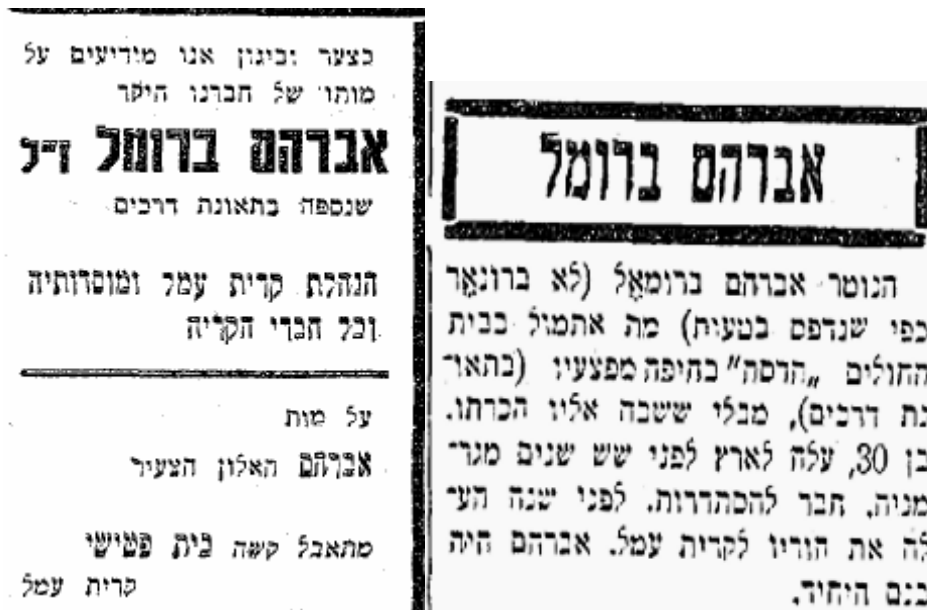 בצער וביגון אנו מודיעים על
מותו של חברנו היקר
אברהם ברומל ז״ל
שנספה בתאונת דרכים
הנהלת קרית עמל ומוסדותיה
וכל חברי הקריה
על מות
אברהם האלון הצעיר
מתאבל קשה בית פטישי
קרית עמל
אברהם ברומל
הנוטר אברהם ברומאל (לא ברונאר
כפי שנדפס בטעות) מת אתמול בבית
החולים „הדסה" בחיפה מפצעיו (בתאו־
נת דרכים), מבלי ששבה אליו הכרתו.
בן 30, עלה לארץ לפני שש שנים מגר־
מניה. חבר להסתדרות. לפני שנה הע־
לה את הוריו לקרית עמל. אברהם היה
בנם היחיד.